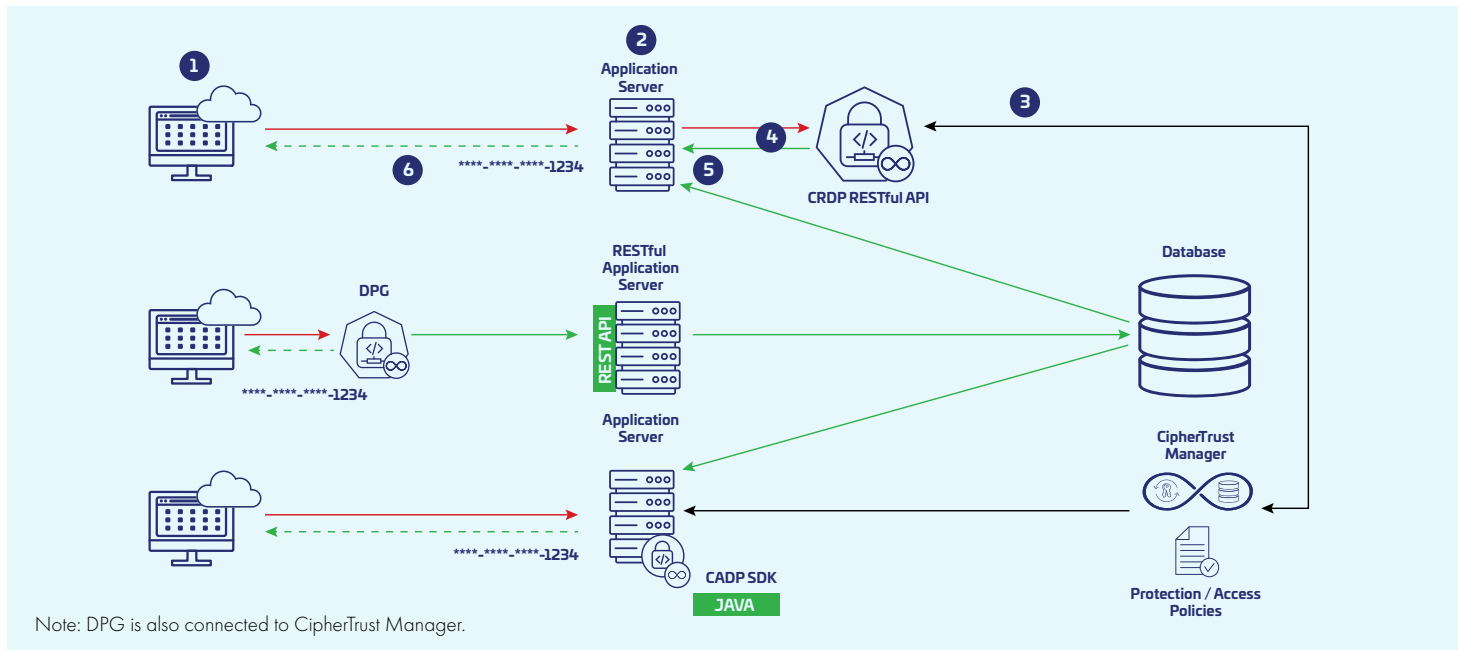 1
2
Application
Server
3
4
5
6
****-****-****-1234
CRDP RESTful API
DPG
RESTful
Application
Server
REST API
Database
****-****-****-1234
Application
Server
CipherTrust
Manager
****-****-****-1234
CADP SDK
JAVA
Protection / Access
Policies
Note: DPG is also connected to CipherTrust Manager.